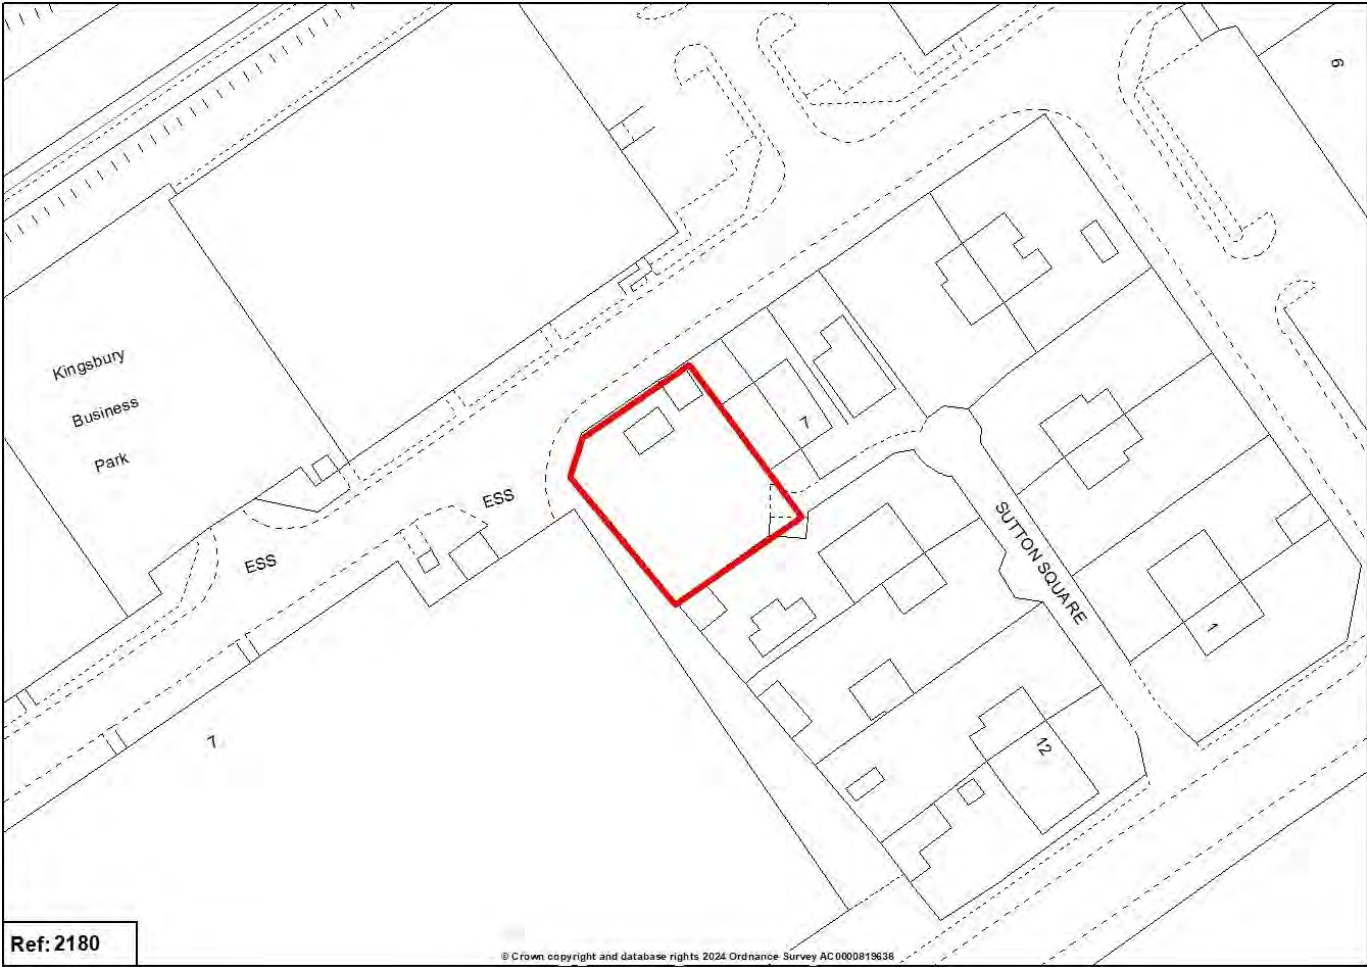 6
Kingsbury
Business
Park
7
ESS
ESS
SUTTON SQUARE
1
7
12
Ref: 2180
© Crown copyright and database rights 2024 Ordnance Survey AC0000819636